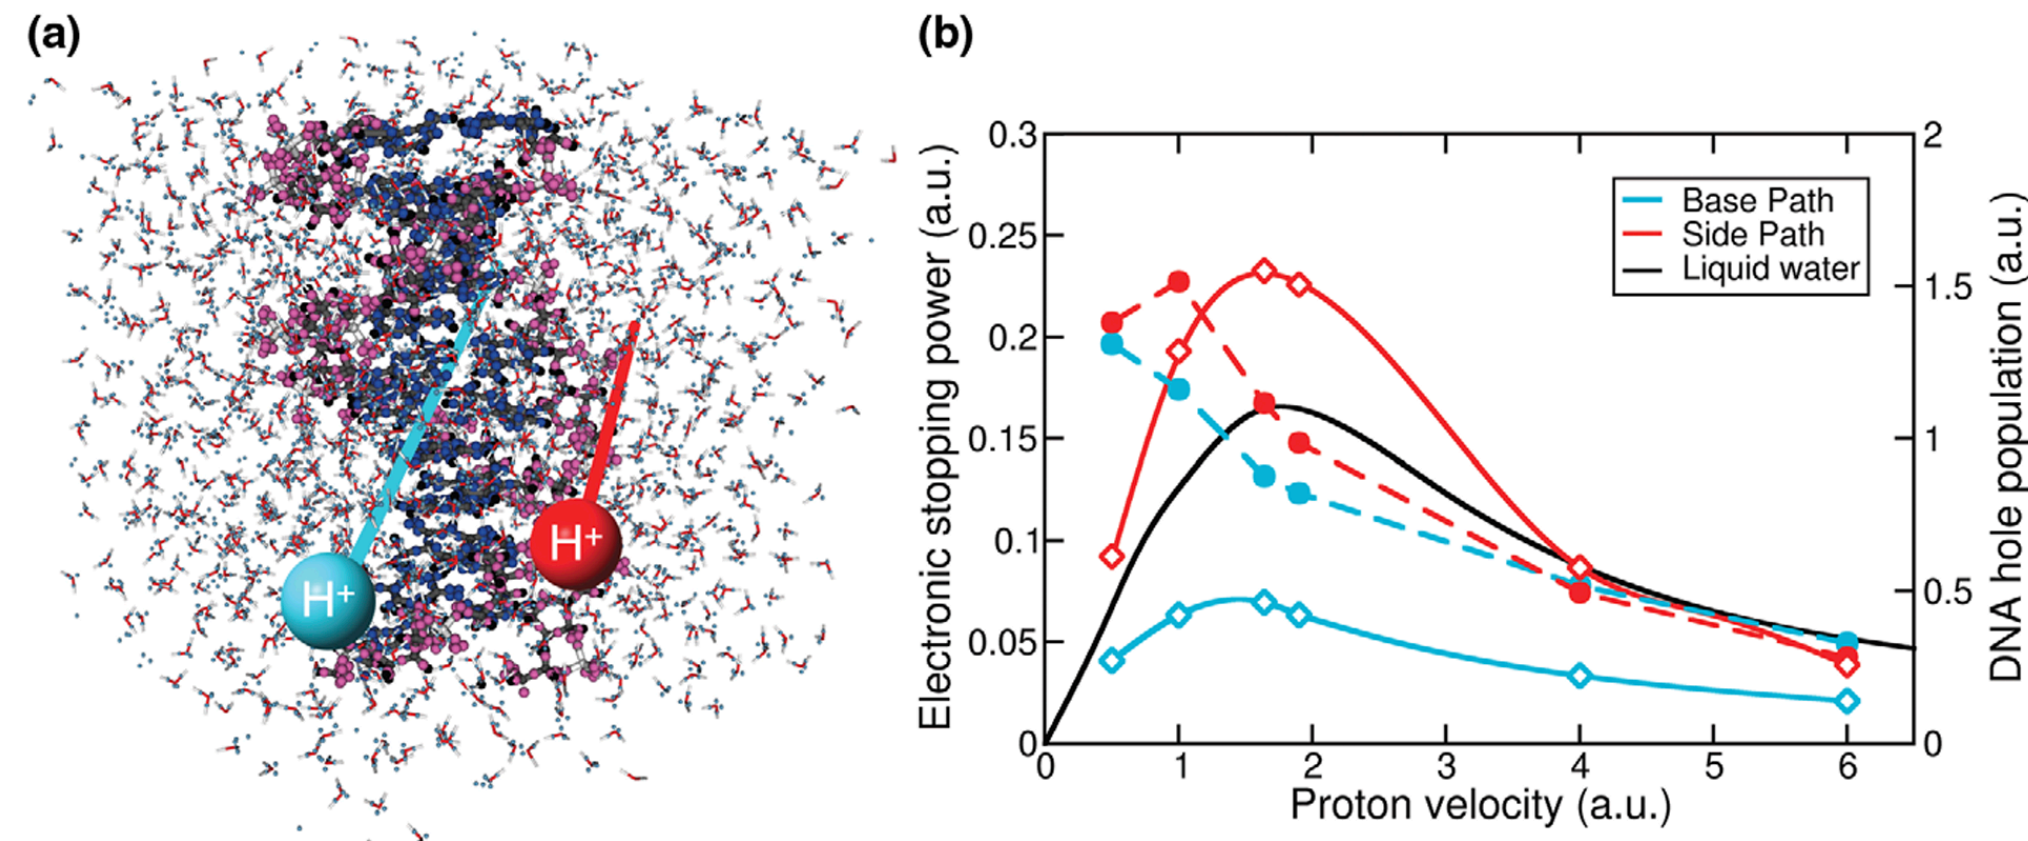 (a)
H+
H+
(b)
Electronic stopping power (a.u.)
0.3
0.25
0.2
0.15
0.1
0.05
0
0 1 2 3 4 5 6
Proton velocity (a.u.)
Base Path
Side Path
Liquid water
2
1.5
1
0.5
0
DNA hole population (a.u.)